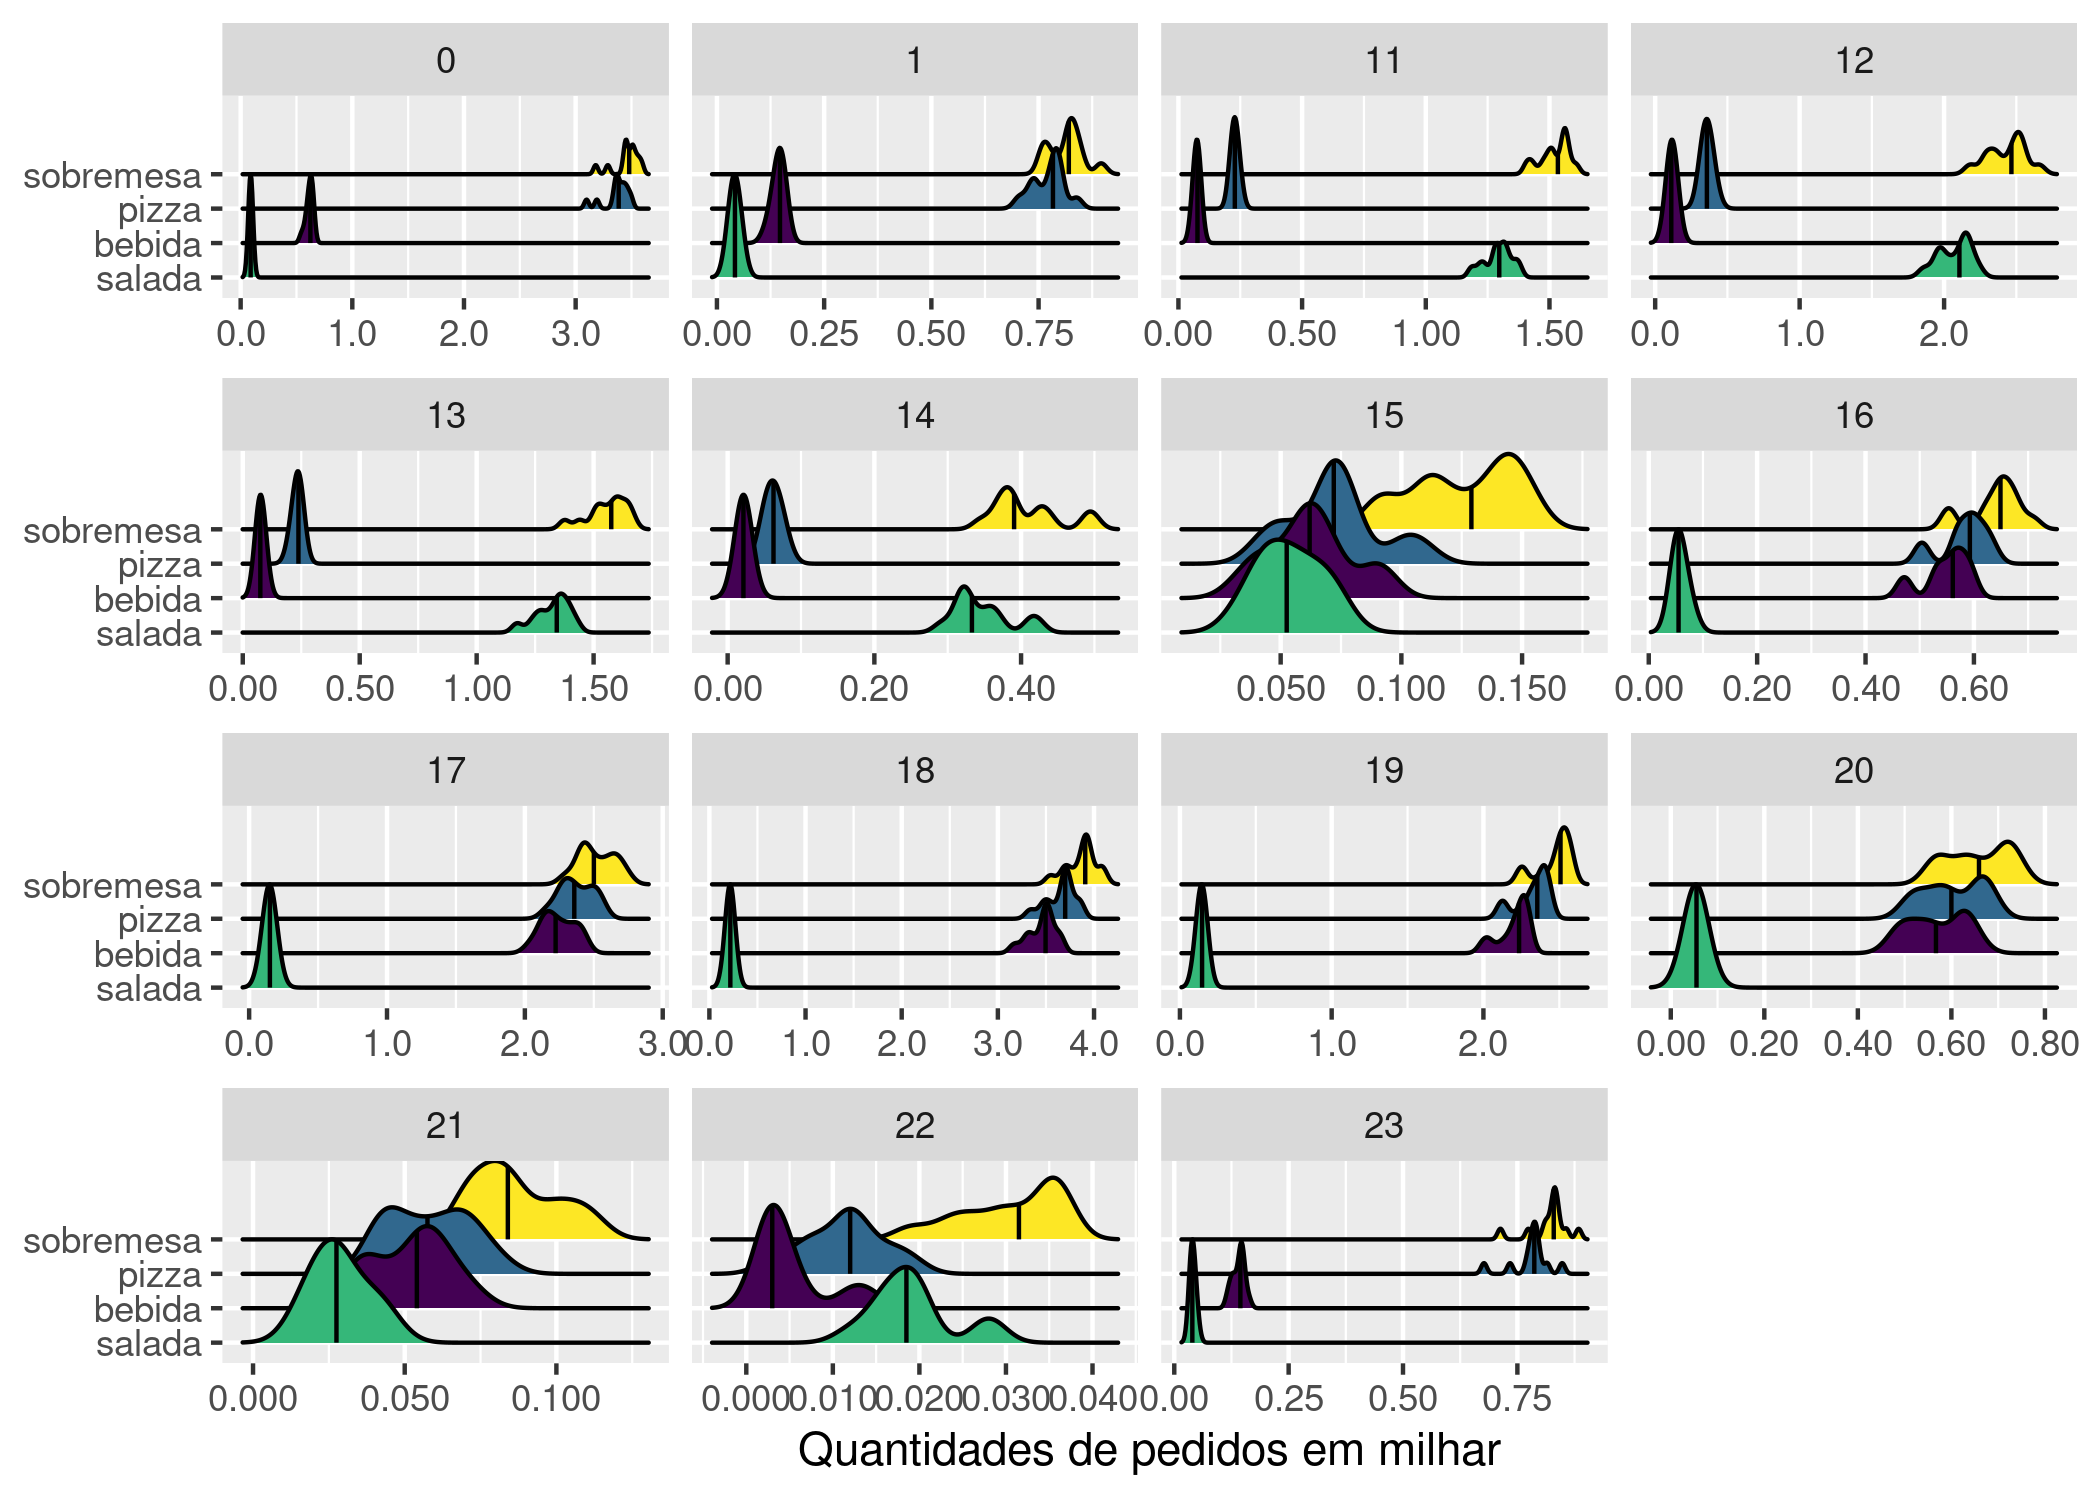 0 1 11 12
sobremesa
pizza
bebida
salada
0.0 1.0 2.0 3.0 0.00 0.25 0.50 0.75 0.00 0.50 1.00 1.50 0.0 1.0 2.0
13 14 15 16
sobremesa
pizza
bebida
salada
0.00 0.50 1.00 1.50 0.00 0.20 0.40 0.050 0.100 0.150 0.00 0.20 0.40 0.60
17 18 19 20
sobremesa
pizza
bebida
salada
0.0 1.0 2.0 3.0 0.0 1.0 2.0 3.0 4.0 0.0 1.0 2.0 0.00 0.20 0.40 0.60 0.80
21 22 23
sobremesa
pizza
bebida
salada
0.000 0.050 0.100 0.000 0.010 0.020 0.030 0.040 0.00 0.25 0.50 0.75
Quantidades de pedidos em milhar